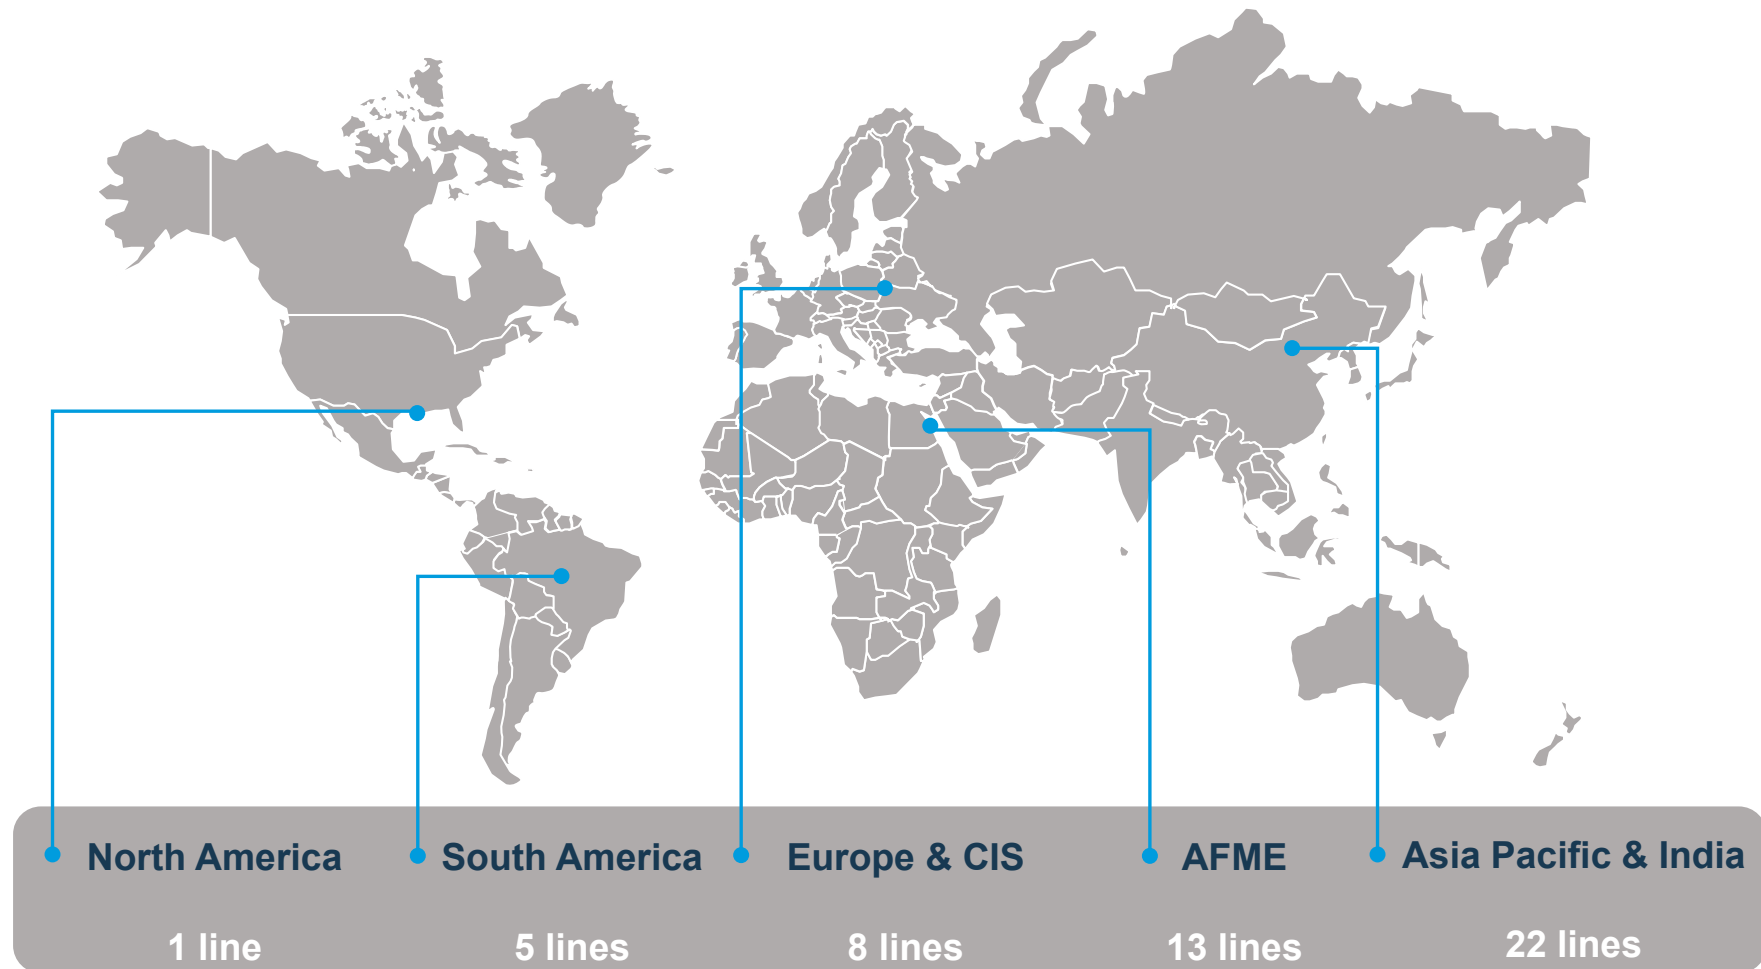 North America
South America
Europe & CIS
AFME
Asia Pacific & India
1 line
5 lines
8 lines
13 lines
22 lines